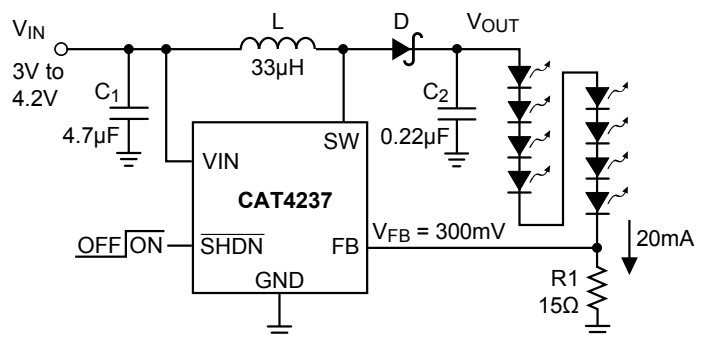 VIN
3V to
4.2V
C1
4.7µF
L
33µH
D
VOUT
C2
0.22µF
VIN
SW
CAT4237
OFF ON
SHDN
FB
GND
VFB = 300mV
20mA
R1
15Ω